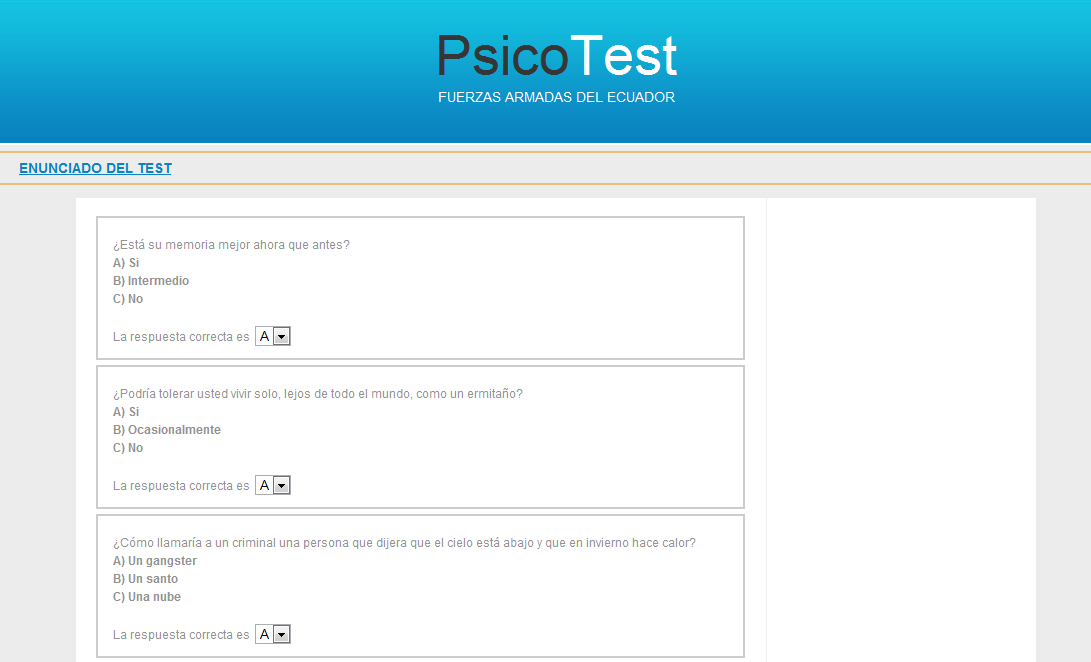 PsicoTest
FUERZAS ARMADAS DEL ECUADOR
ENUNCIADO DEL TEST
¿Está su memoria mejor ahora que antes?
A) Si
B) Intermedio
C) No
La respuesta correcta es A
¿Podría tolerar usted vivir solo, lejos de todo el mundo, como un ermitaño?
A) Si
B) Ocasionalmente
C) No
La respuesta correcta es A
¿Cómo llamaría a un criminal una persona que dijera que el cielo está abajo y que en invierno hace calor?
A) Un gangster
B) Un santo
C) Una nube
La respuesta correcta es A